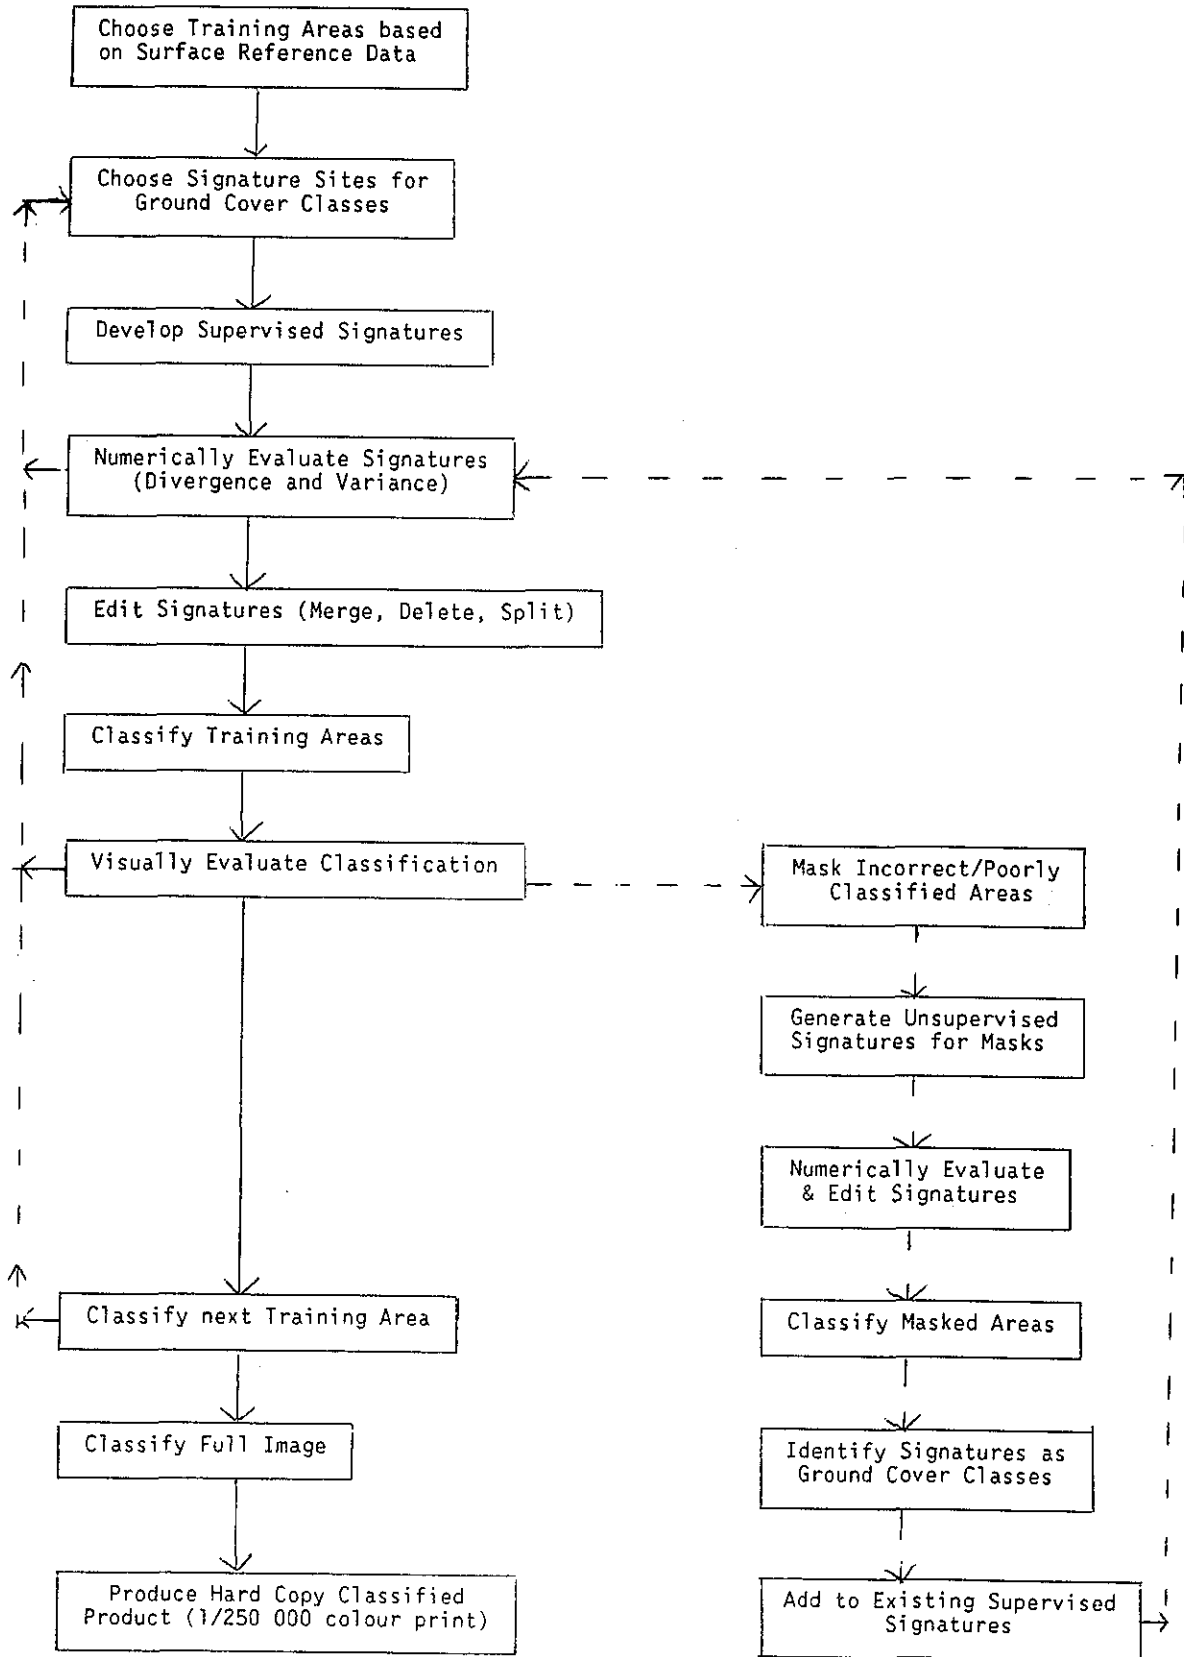 Choose Training Areas based
on Surface Reference Data
Choose Signature Sites for
Ground Cover Classes
Develop Supervised Signatures
Numerically Evaluate Signatures
(Divergence and Variance)
Edit Signatures (Merge, Delete, Split)
Classify Training Areas
Visually Evaluate Classification
Mask Incorrect/Poorly
Classified Areas
Generate Unsupervised
Signatures for Masks
Numerically Evaluate
& Edit Signatures
Classify next Training Area
Classify Masked Areas
Classify Full Image
Identify Signatures as
Ground Cover Classes
Produce Hard Copy Classified
Product (1/250 000 colour print)
Add to Existing Supervised
Signatures